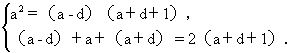 a²=（a-d）（a+d+1），
（a-d）+a+（a+d）=2（a+d+1）．